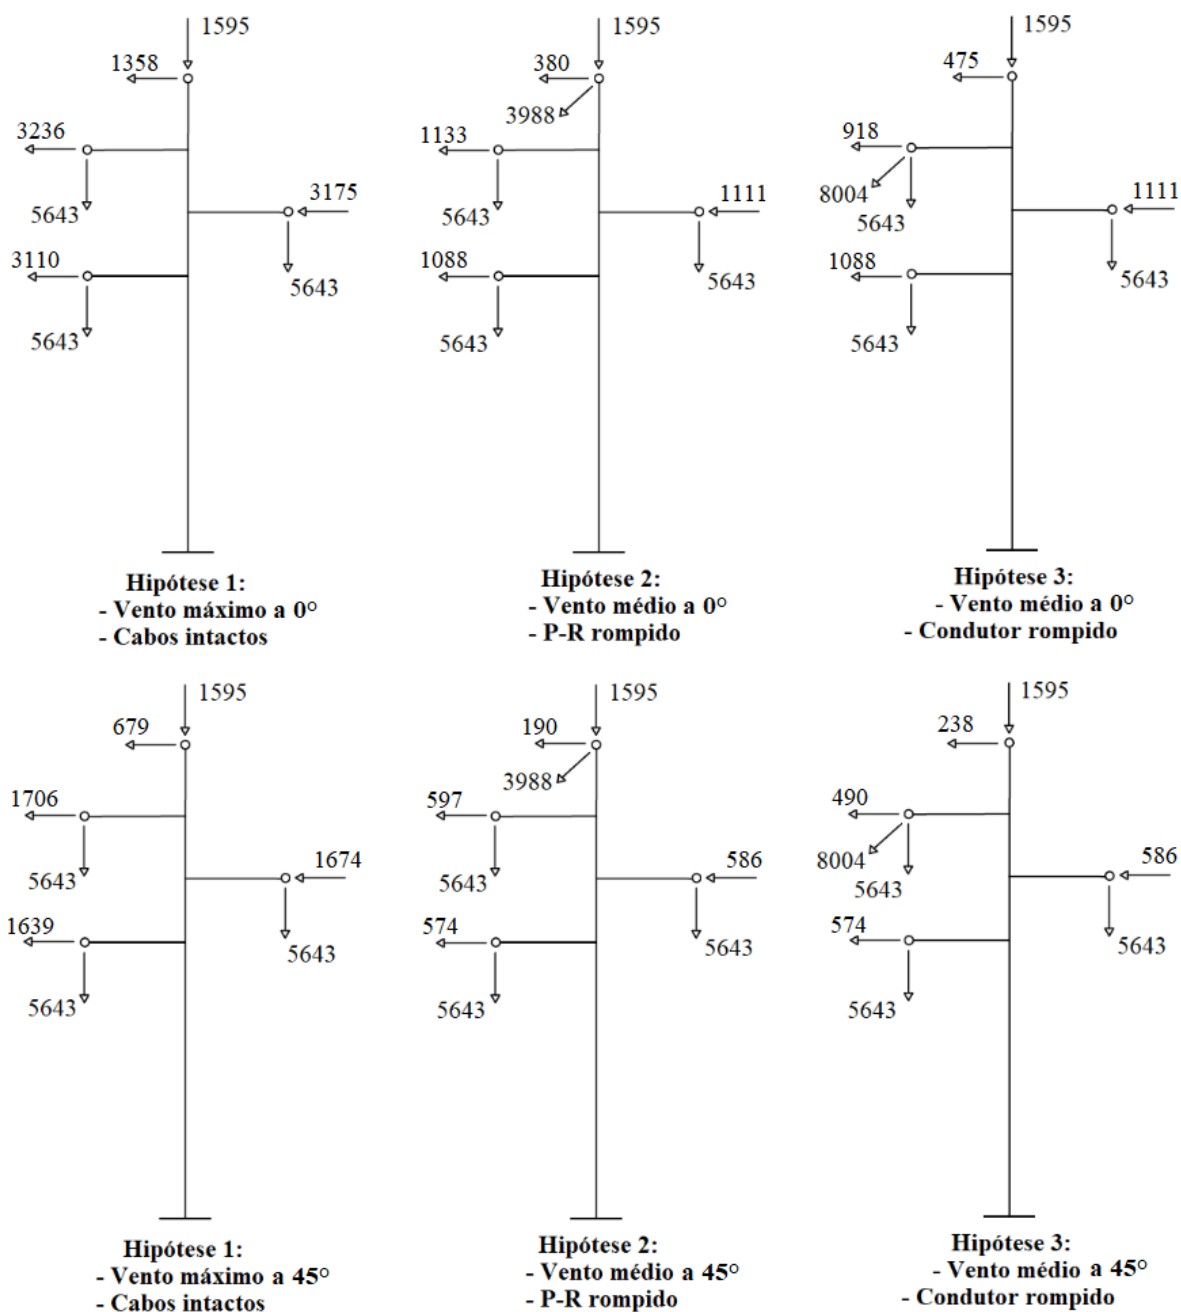 1595
1358
3236
5643
3175
3110
5643
5643
Hipótese 1:
- Vento máximo a 0°
- Cabos intactos
1595
380
3988
1133
5643
1111
1088
5643
5643
Hipótese 2:
- Vento médio a 0°
- P-R rompido
1595
475
918
8004
5643
1111
1088
5643
5643
Hipótese 3:
- Vento médio a 0°
- Condutor rompido
1595
679
1706
5643
1674
1639
5643
5643
Hipótese 1:
- Vento máximo a 45°
- Cabos intactos
1595
190
3988
597
5643
586
574
5643
5643
Hipótese 2:
- Vento médio a 45°
- P-R rompido
1595
238
490
8004
5643
586
574
5643
5643
Hipótese 3:
- Vento médio a 45°
- Condutor rompido